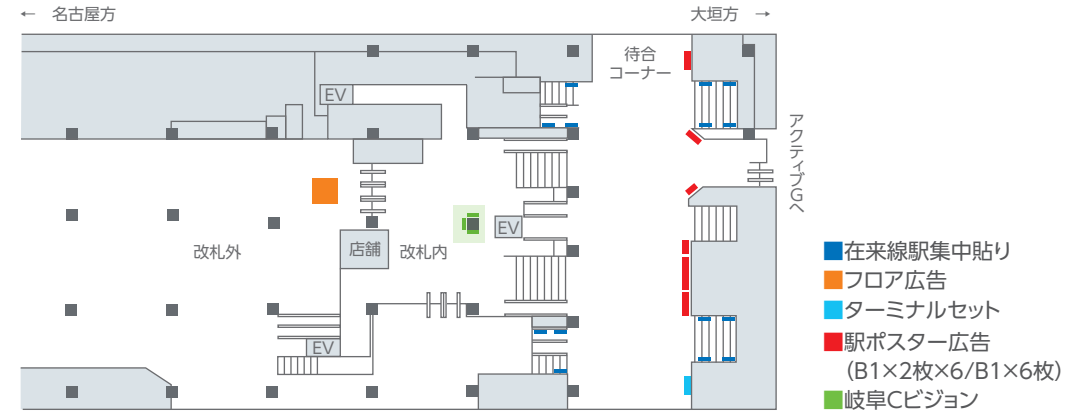 ← 名古屋方
大垣方 →
待合
コーナー
EV
アクティブGへ
EV
改札外
店舗
改札内
EV
■在来線駅集中貼り
■フロア広告
■ターミナルセット
■駅ポスター広告
(B1×2枚×6/B1×6枚)
■岐阜Cビジョン